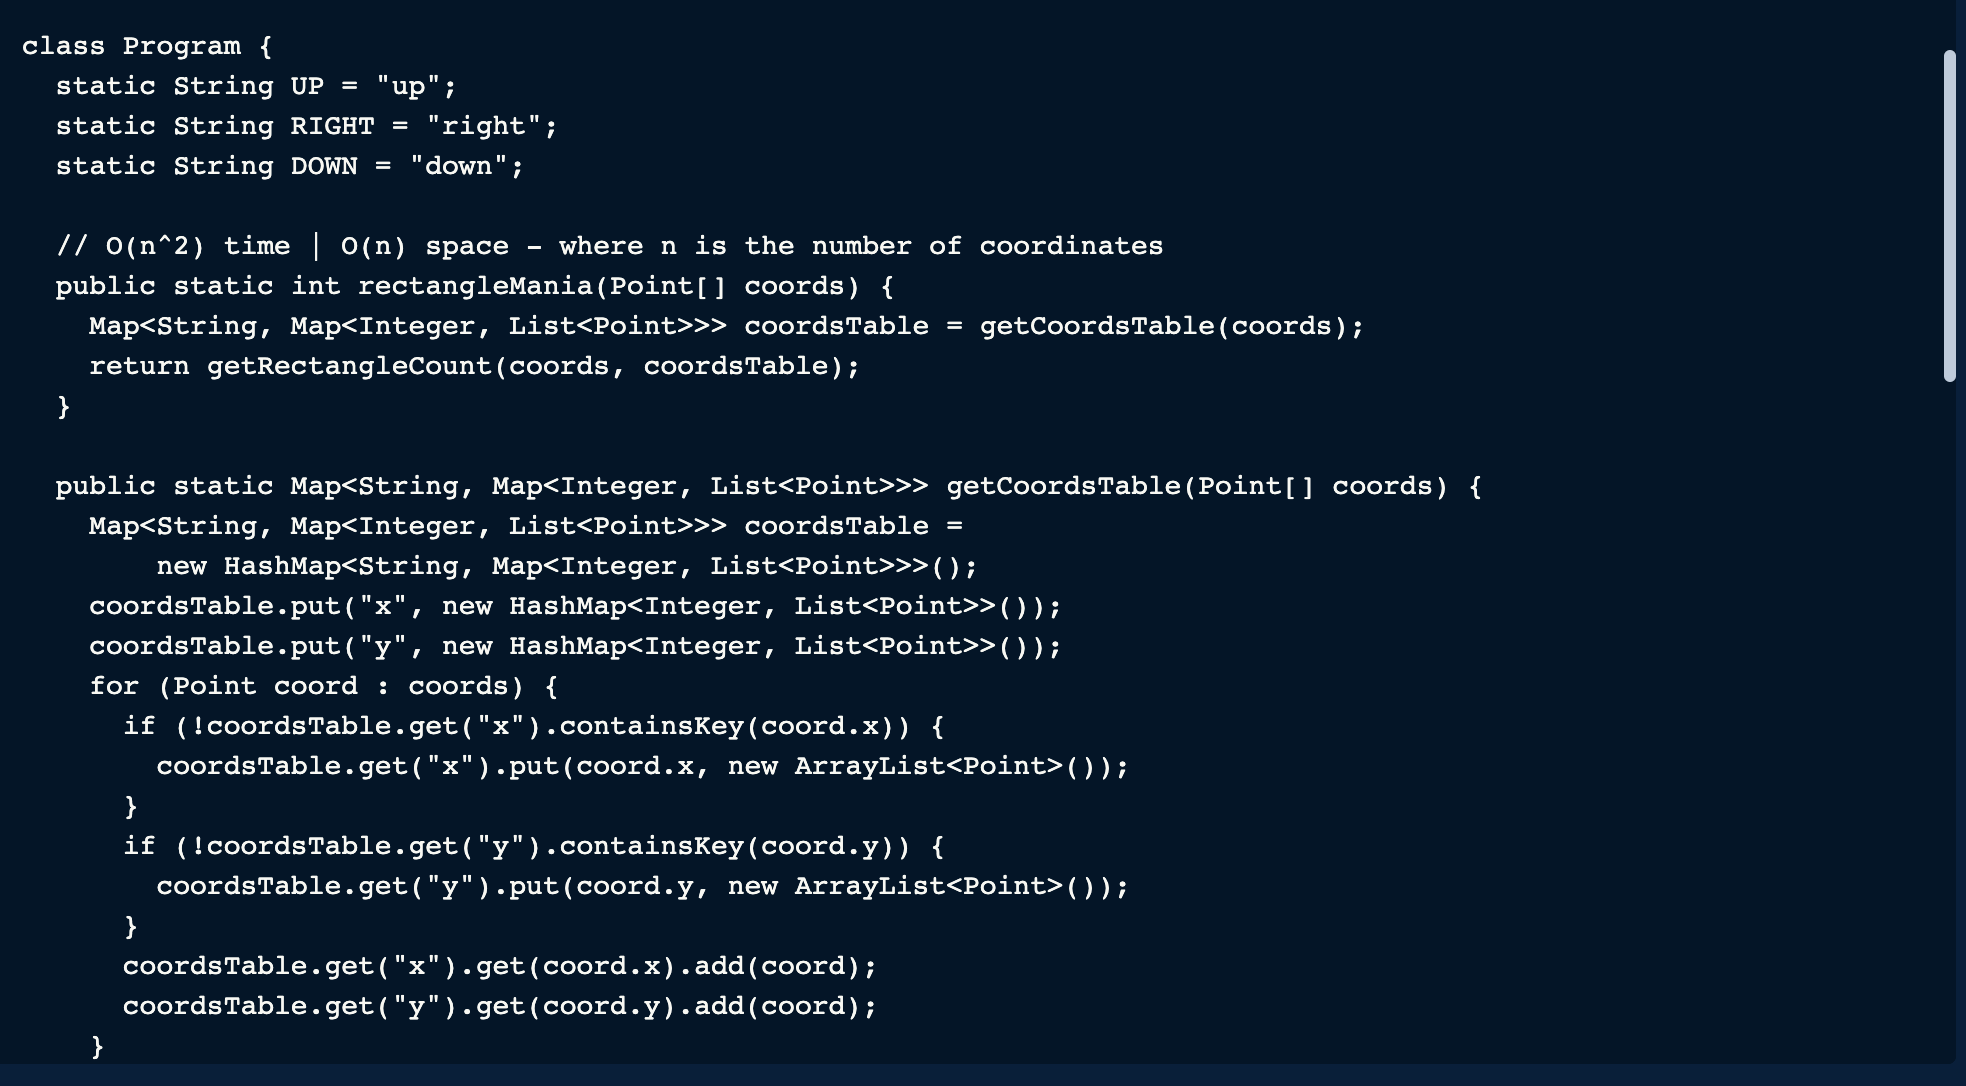 class Program {
  static String UP = "up";
  static String RIGHT = "right";
  static String DOWN = "down";

  // O(n^2) time | O(n) space – where n is the number of coordinates
  public static int rectangleMania(Point[] coords) {
    Map<String, Map<Integer, List<Point>>> coordsTable = getCoordsTable(coords);
    return getRectangleCount(coords, coordsTable);
  }

  public static Map<String, Map<Integer, List<Point>>> getCoordsTable(Point[] coords) {
    Map<String, Map<Integer, List<Point>>> coordsTable =
        new HashMap<String, Map<Integer, List<Point>>>();
    coordsTable.put("x", new HashMap<Integer, List<Point>>());
    coordsTable.put("y", new HashMap<Integer, List<Point>>());
    for (Point coord : coords) {
      if (!coordsTable.get("x").containsKey(coord.x)) {
        coordsTable.get("x").put(coord.x, new ArrayList<Point>());
      }
      if (!coordsTable.get("y").containsKey(coord.y)) {
        coordsTable.get("y").put(coord.y, new ArrayList<Point>());
      }
      coordsTable.get("x").get(coord.x).add(coord);
      coordsTable.get("y").get(coord.y).add(coord);
    }